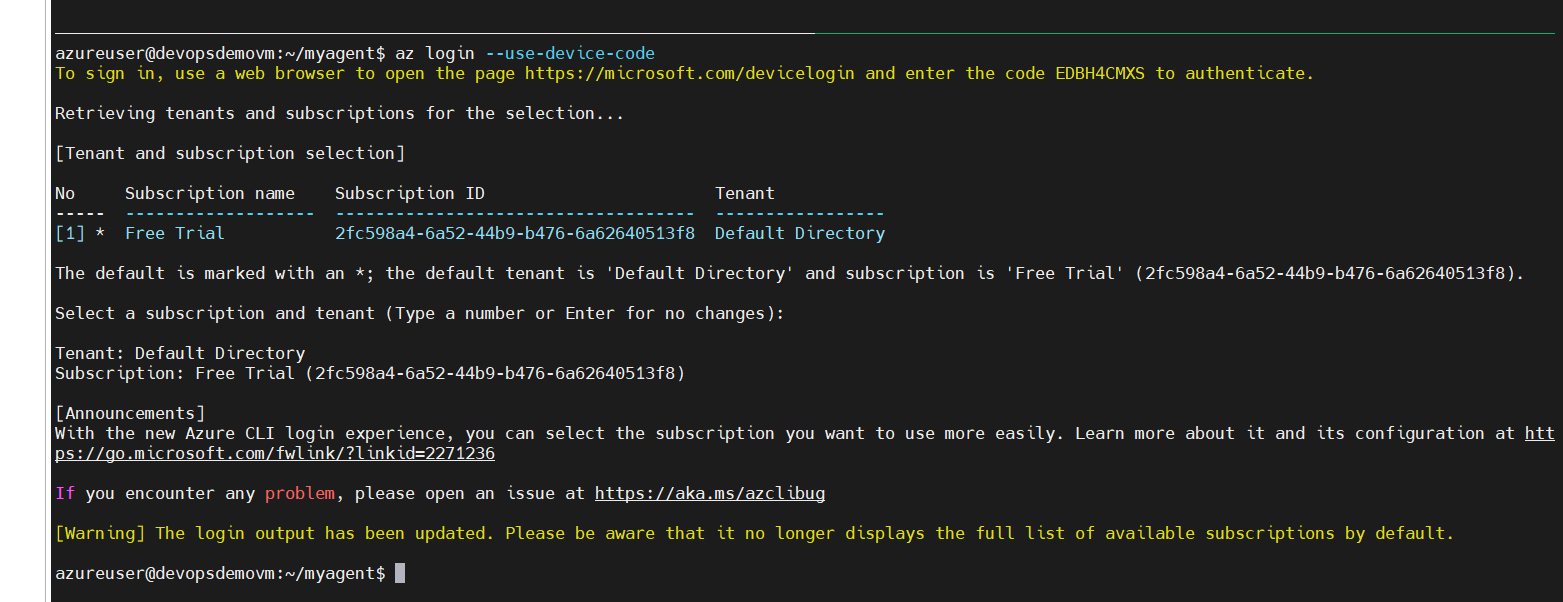 azureuser@devopsdemovm:~/myagent$ az login --use-device-code
To sign in, use a web browser to open the page https://microsoft.com/devicelogin and enter the code EDBH4CMXS to authenticate.
Retrieving tenants and subscriptions for the selection...
[Tenant and subscription selection]
No     Subscription name    Subscription ID                       Tenant
-----  -------------------  ------------------------------------  -----------------
[1] *  Free Trial           2fc598a4-6a52-44b9-b476-6a62640513f8  Default Directory
The default is marked with an *; the default tenant is 'Default Directory' and subscription is 'Free Trial' (2fc598a4-6a52-44b9-b476-6a62640513f8).
Select a subscription and tenant (Type a number or Enter for no changes):
Tenant: Default Directory
Subscription: Free Trial (2fc598a4-6a52-44b9-b476-6a62640513f8)
[Announcements]
With the new Azure CLI login experience, you can select the subscription you want to use more easily. Learn more about it and its configuration at htt
ps://go.microsoft.com/fwlink/?linkid=2271236
If you encounter any problem, please open an issue at https://aka.ms/azclibug
[Warning] The login output has been updated. Please be aware that it no longer displays the full list of available subscriptions by default.
azureuser@devopsdemovm:~/myagent$